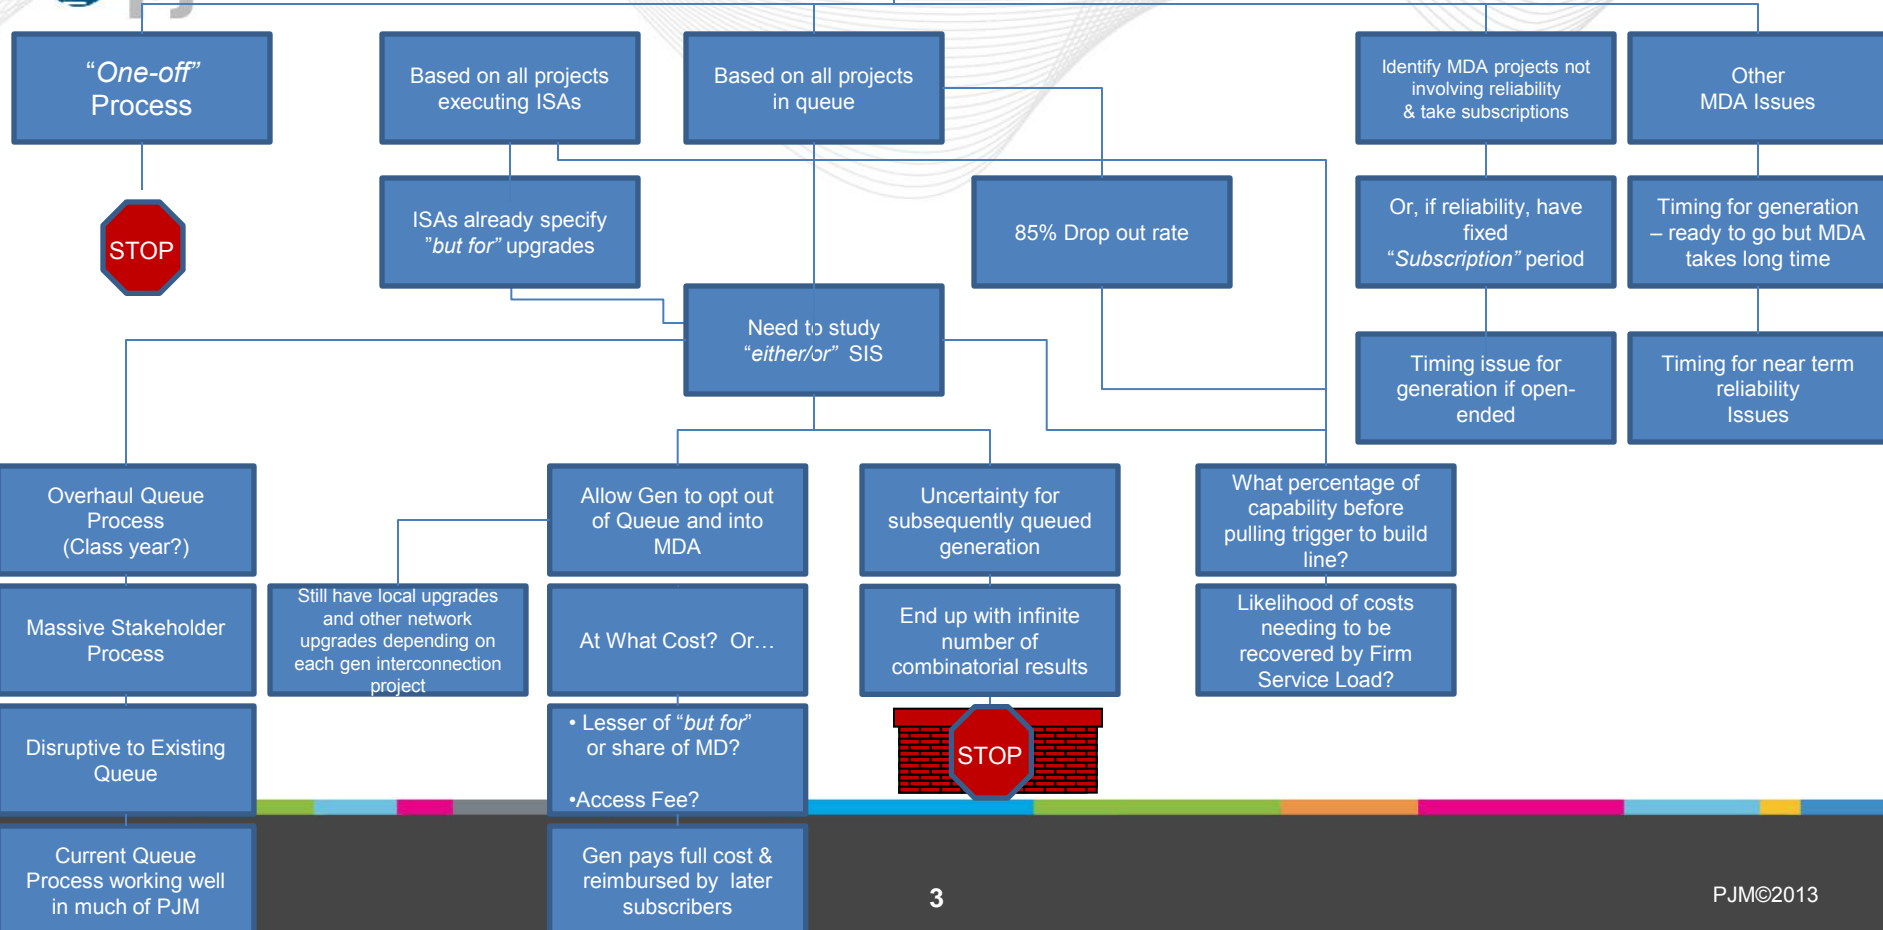 "One-off"
Process
Based on all projects
executing ISAs
Based on all projects
in queue
Identify MDA projects not
involving reliability
& take subscriptions
Other
MDA Issues
STOP
ISAs already specify
"but for" upgrades
85% Drop out rate
Or, if reliability, have
fixed
"Subscription" period
Timing for generation
– ready to go but MDA
takes long time
Need to study
"either/or" SIS
Timing issue for
generation if open-
ended
Timing for near term
reliability
Issues
Overhaul Queue
Process
(Class year?)
Allow Gen to opt out
of Queue and into
MDA
Uncertainty for
subsequently queued
generation
What percentage of
capability before
pulling trigger to build
line?
Massive Stakeholder
Process
Still have local upgrades
and other network
upgrades depending on
each gen interconnection
project
At What Cost? Or…
End up with infinite
number of
combinatorial results
Likelihood of costs
needing to be
recovered by Firm
Service Load?
Disruptive to Existing
Queue
• Lesser of "but for"
or share of MD?
•Access Fee?
STOP
Current Queue
Process working well
in much of PJM
Gen pays full cost &
reimbursed by later
subscribers
3
PJM©2013